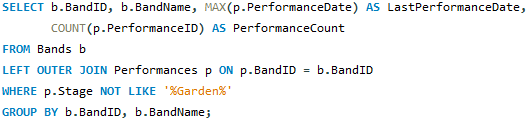 SELECT b.BandID, b.BandName, MAX(p.PerformanceDate) AS LastPerformanceDate,
COUNT(p.PerformanceID) AS PerformanceCount
FROM Bands b
LEFT OUTER JOIN Performances p ON p.BandID = b.BandID
WHERE p.Stage NOT LIKE '%Garden%'
GROUP BY b.BandID, b.BandName;